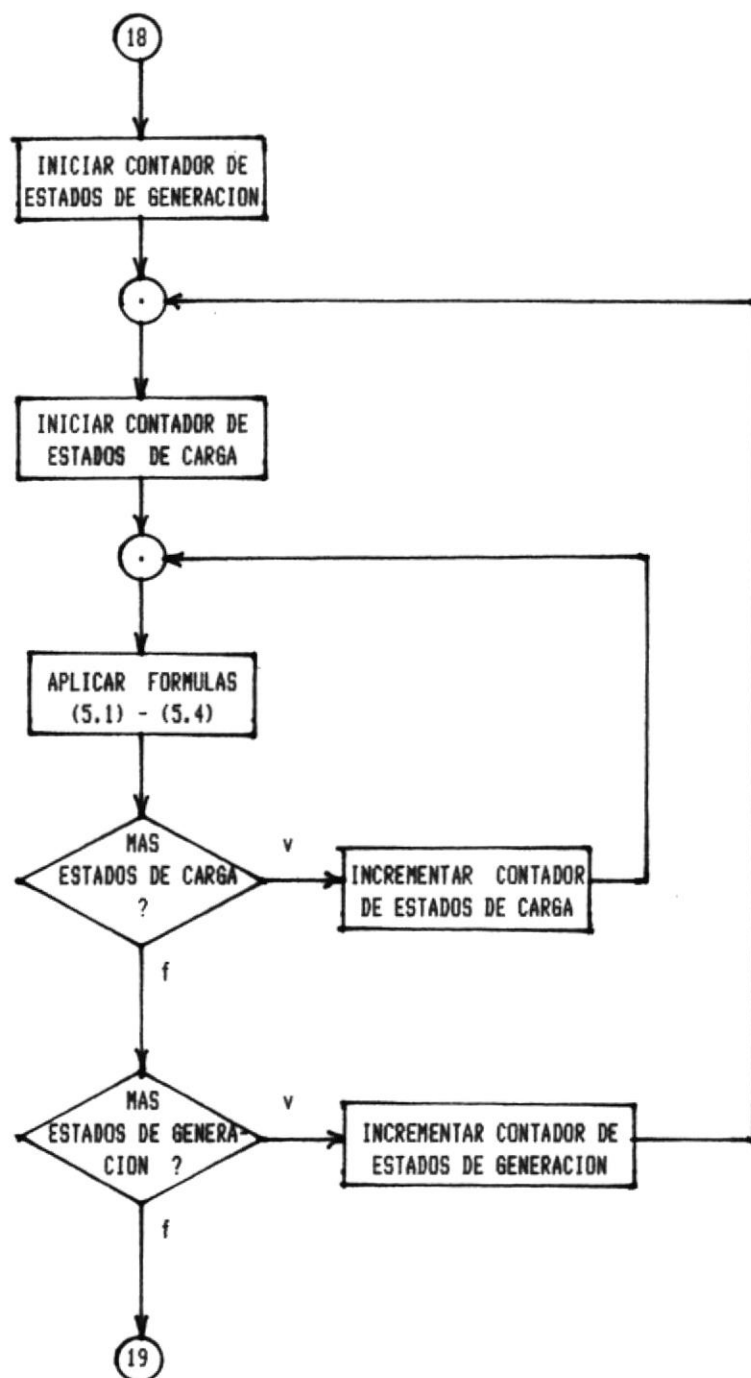 18
INICIAR CONTADOR DE
ESTADOS DE GENERACION
INICIAR CONTADOR DE
ESTADOS DE CARGA
APLICAR FORMULAS
(5.1) - (5.4)
MAS
ESTADOS DE CARGA
?
v
INCREMENTAR CONTADOR
DE ESTADOS DE CARGA
f
MAS
ESTADOS DE GENERA-
CION ?
v
INCREMENTAR CONTADOR DE
ESTADOS DE GENERACION
f
19